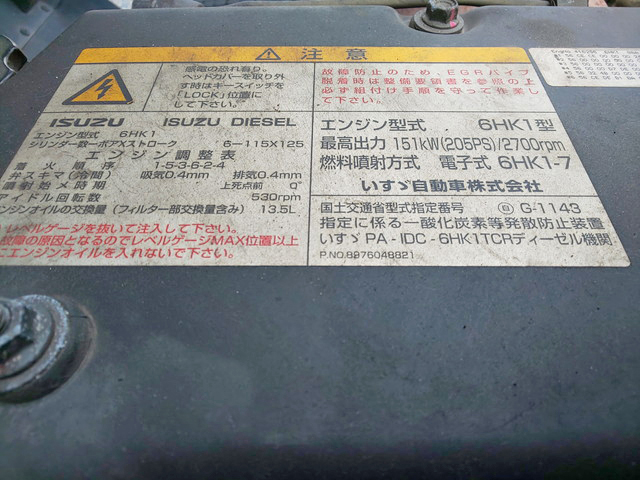 注意
感電の恐れ有り、
ヘッドカバーを取り外
す時はキースイッチを
「LOCK」位置に
して下さい。
故障防止のため、EGRパイプ
脱着時は整備要領書を参照の上
必ず組付け手順を守って作業し
て下さい。
ISUZU ISUZU DIESEL
エンジン型式 6HK1
シリンダー数ーボアXストローク 6-115X125
エンジン調整表
着火順序 1-5-3-6-2-4
弁スキマ(冷間) 吸気0.4mm 排気0.4mm
噴射始メ時期 上死点前 0°
アイドル回転数 530rpm
エンジンオイルの交換量(フィルター部交換量含み) 13.5L
レベルゲージを抜いて注入して下さい。
故障の原因となるのでレベルゲージMAX位置以上
にエンジンオイルを入れないで下さい。
エンジン型式 6HK1型
最高出力 151kW(205PS)/2700rpm
燃料噴射方式 電子式 6HK1-7
いすゞ自動車株式会社
国土交通省型式指定番号 G-1143
指定に係る一酸化炭素等発散防止装置
いすゞPA-IDC-6HK1TCRディーゼル機関
P.NO.8976048821